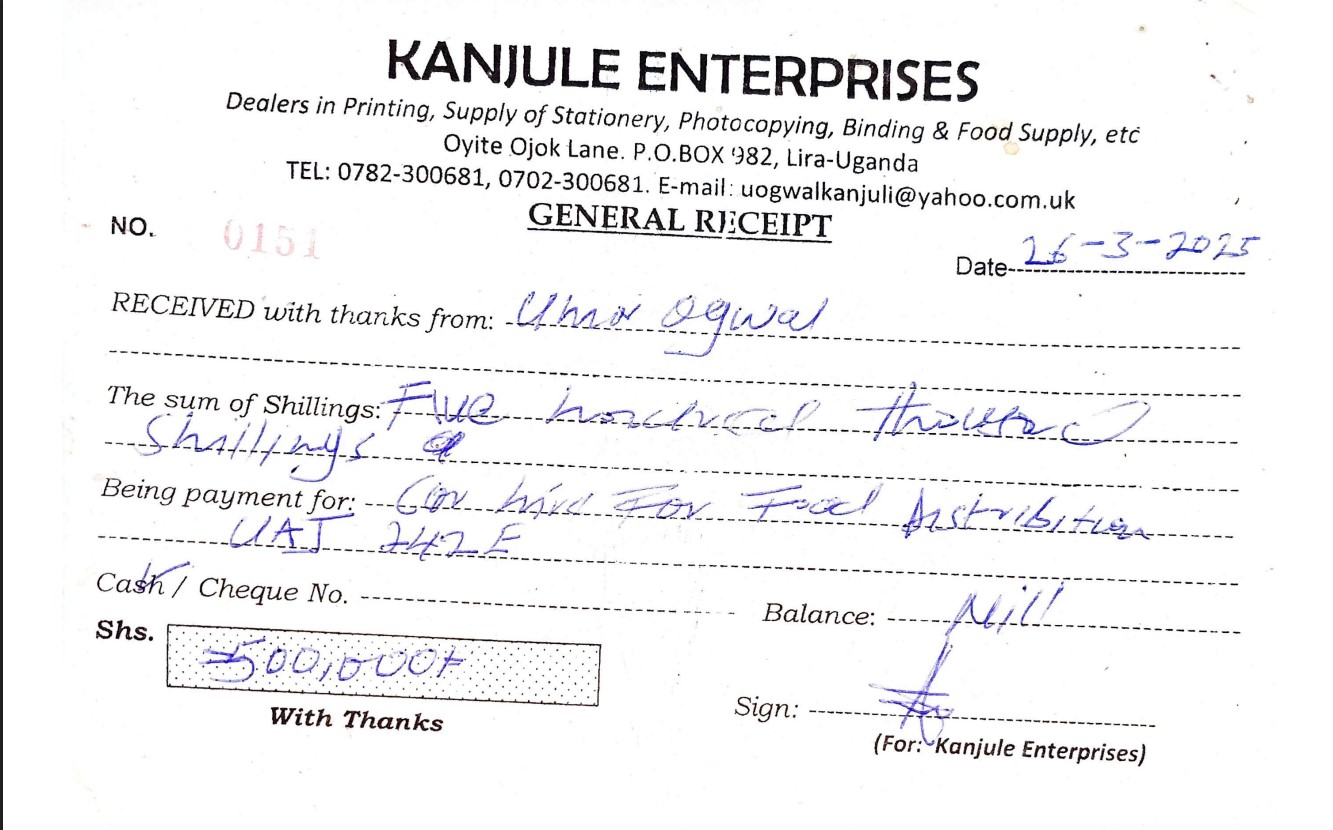 KANJULE ENTERPRISES
Dealers in Printing, Supply of Stationery, Photocopying, Binding & Food Supply, etc
Oyite Ojok Lane. P.O.BOX 982, Lira-Uganda
TEL: 0782-300681, 0702-300681. E-mail: uogwalkanjuli@yahoo.com.uk
GENERAL RECEIPT
NO. 0151
Date 26-3-2025
RECEIVED with thanks from: Umar Ogwal
The sum of Shillings: Five hundred thousand
Shillings
Being payment for: Car hire For Food Distribition
UAJ 242E
Cash / Cheque No. Balance: Nill
Shs. =500,000/=
With Thanks
Sign:
(For: Kanjule Enterprises)